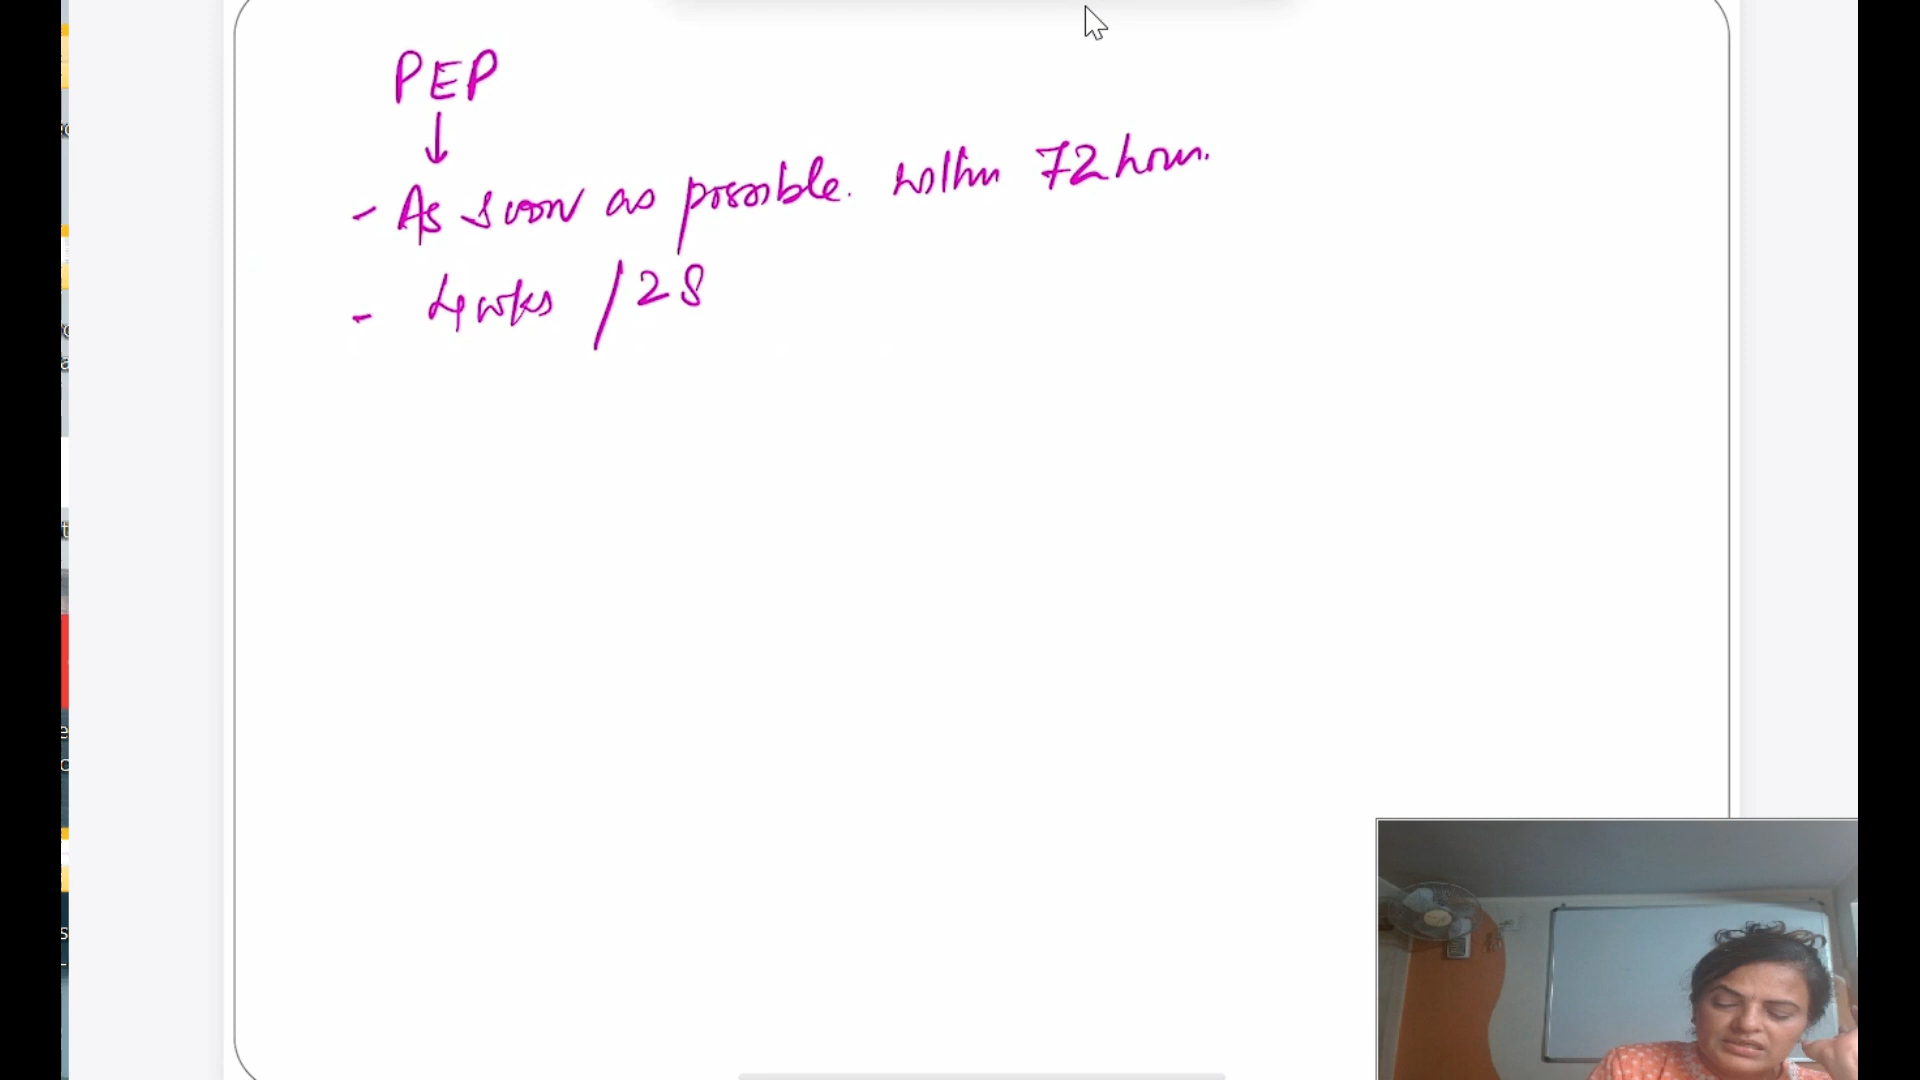 PEP
- As soon as possible. within 72 hours.
- 4 wks / 28